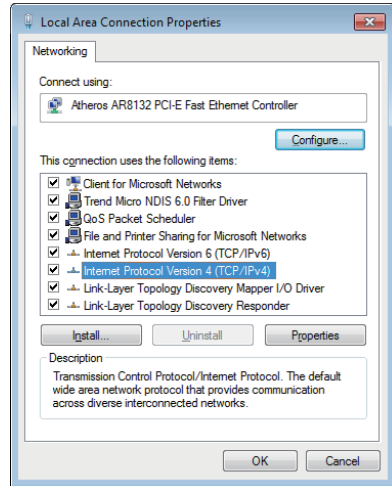 Local Area Connection Properties
Networking
Connect using:
Atheros AR8132 PCI-E Fast Ethernet Controller
Configure...
This connection uses the following items:
Client for Microsoft Networks
Trend Micro NDIS 6.0 Filter Driver
QoS Packet Scheduler
File and Printer Sharing for Microsoft Networks
Internet Protocol Version 6 (TCP/IPv6)
Internet Protocol Version 4 (TCP/IPv4)
Link-Layer Topology Discovery Mapper I/O Driver
Link-Layer Topology Discovery Responder
Install... Uninstall Properties
Description
Transmission Control Protocol/Internet Protocol. The default
wide area network protocol that provides communication
across diverse interconnected networks.
OK Cancel